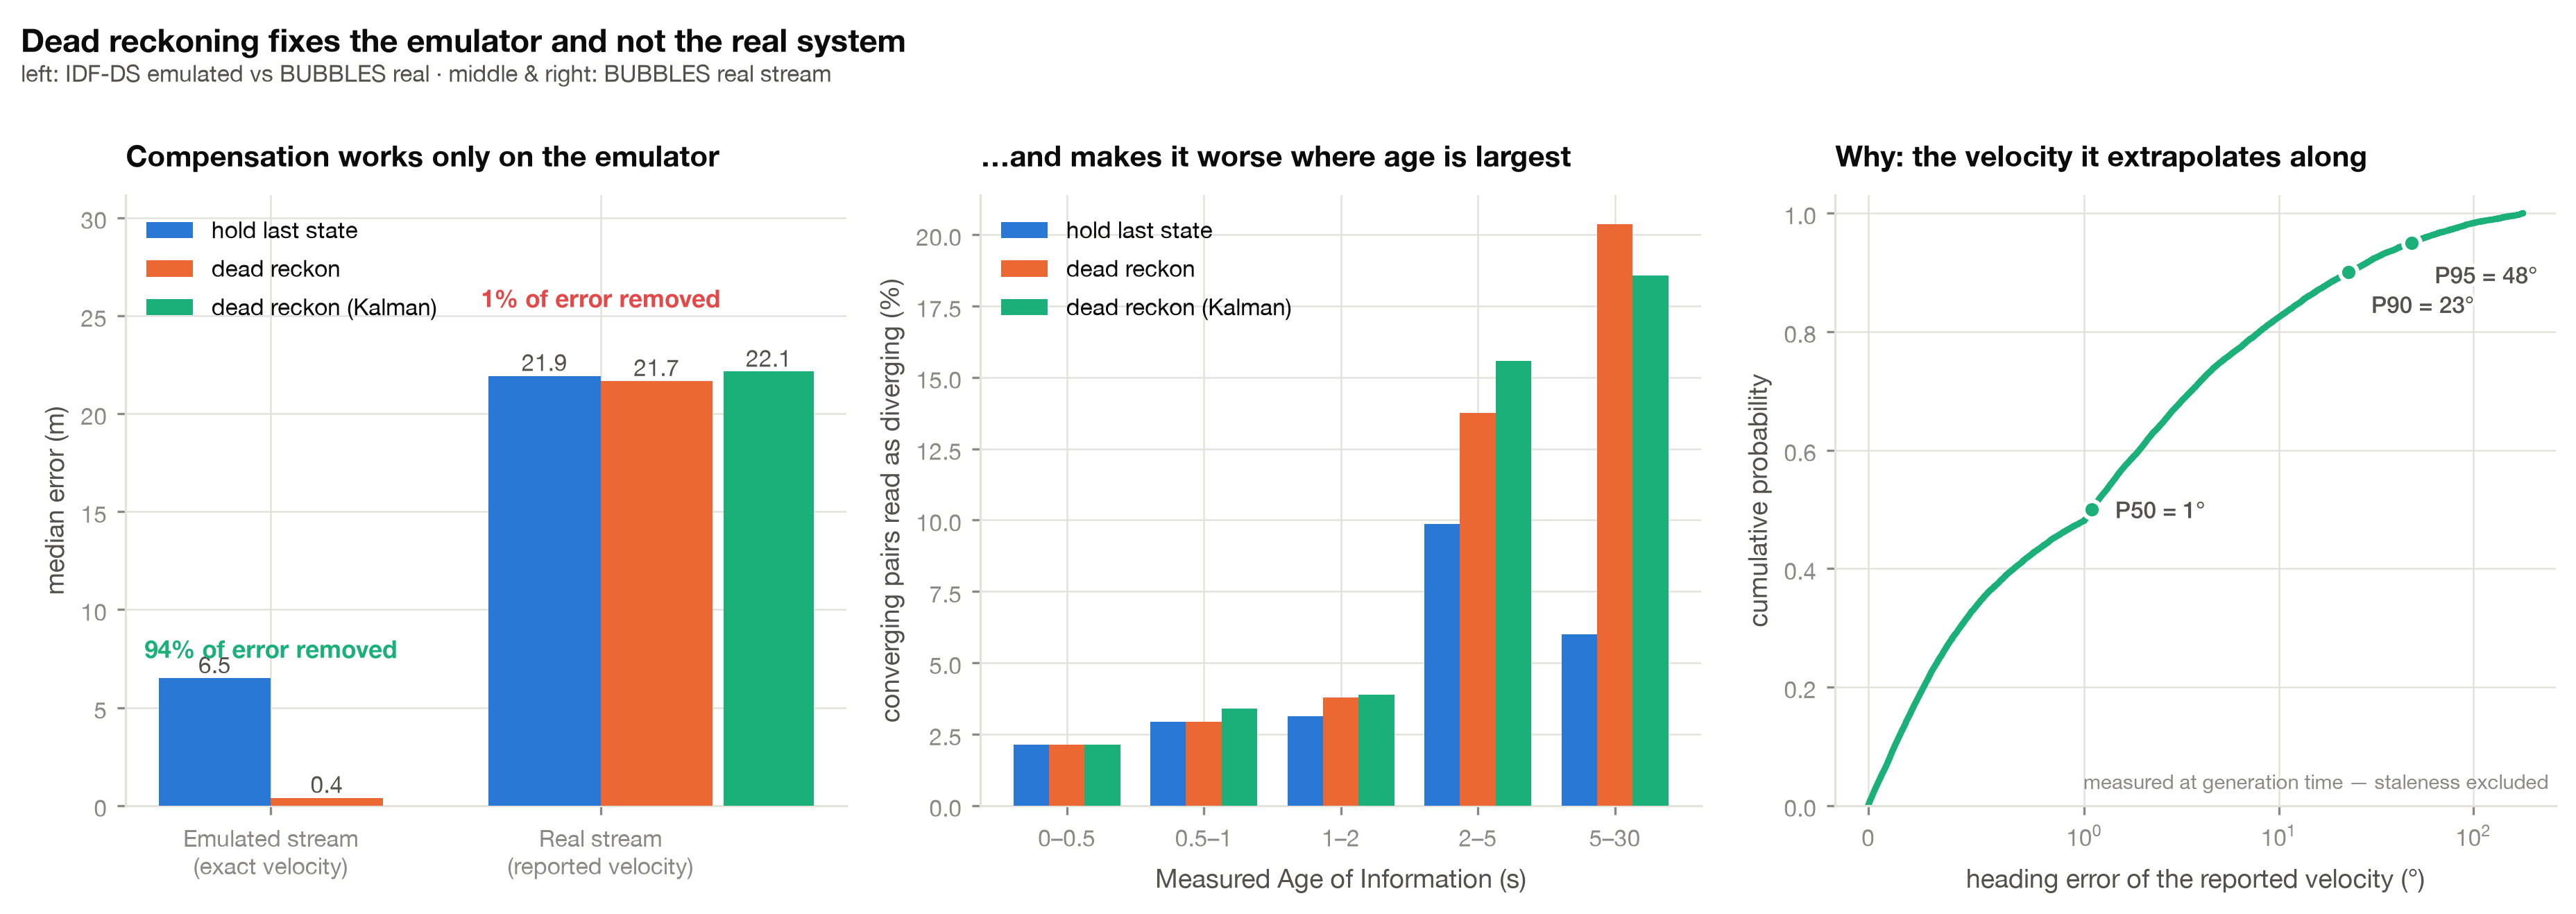 Dead reckoning fixes the emulator and not the real system
left: IDF-DS emulated vs BUBBLES real · middle & right: BUBBLES real stream
Compensation works only on the emulator
hold last state
dead reckon
dead reckon (Kalman)
1% of error removed
94% of error removed
6.5
0.4
21.9
21.7
22.1
30
25
20
15
10
5
0
median error (m)
Emulated stream
(exact velocity)
Real stream
(reported velocity)
…and makes it worse where age is largest
hold last state
dead reckon
dead reckon (Kalman)
20.0
17.5
15.0
12.5
10.0
7.5
5.0
2.5
0.0
converging pairs read as diverging (%)
0–0.5
0.5–1
1–2
2–5
5–30
Measured Age of Information (s)
Why: the velocity it extrapolates along
1.0
0.8
0.6
0.4
0.2
0.0
cumulative probability
P95 = 48°
P90 = 23°
P50 = 1°
measured at generation time — staleness excluded
0
10⁰
10¹
10²
heading error of the reported velocity (°)